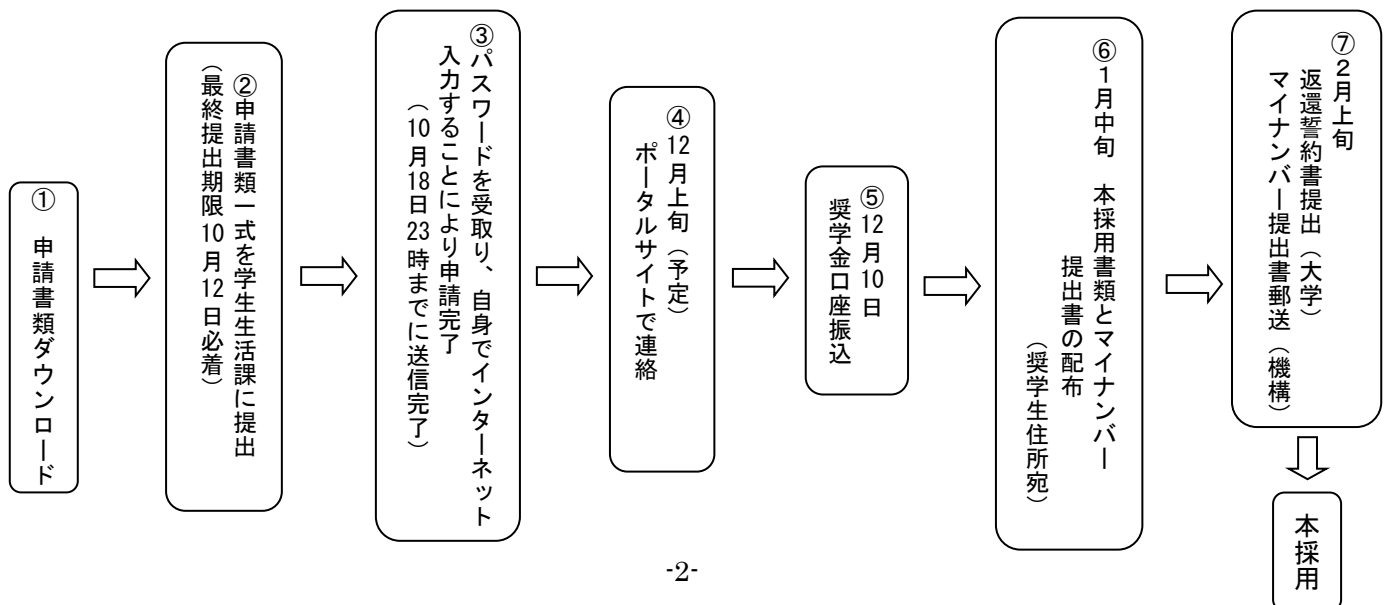 ① 申請書類ダウンロード
②申請書類一式を学生生活課に提出
（最終提出期限10月12日必着）
③パスワードを受取り、自身でインターネット
入力することにより申請完了
（10月18日23時までに送信完了）
④12月上旬（予定）
ポータルサイトで連絡
⑤12月10日
奨学金口座振込
⑥1月中旬 本採用書類とマイナンバー
提出書の配布
（奨学生住所宛）
⑦2月上旬
返還誓約書提出（大学）
マイナンバー提出書郵送（機構）
本採用
-2-